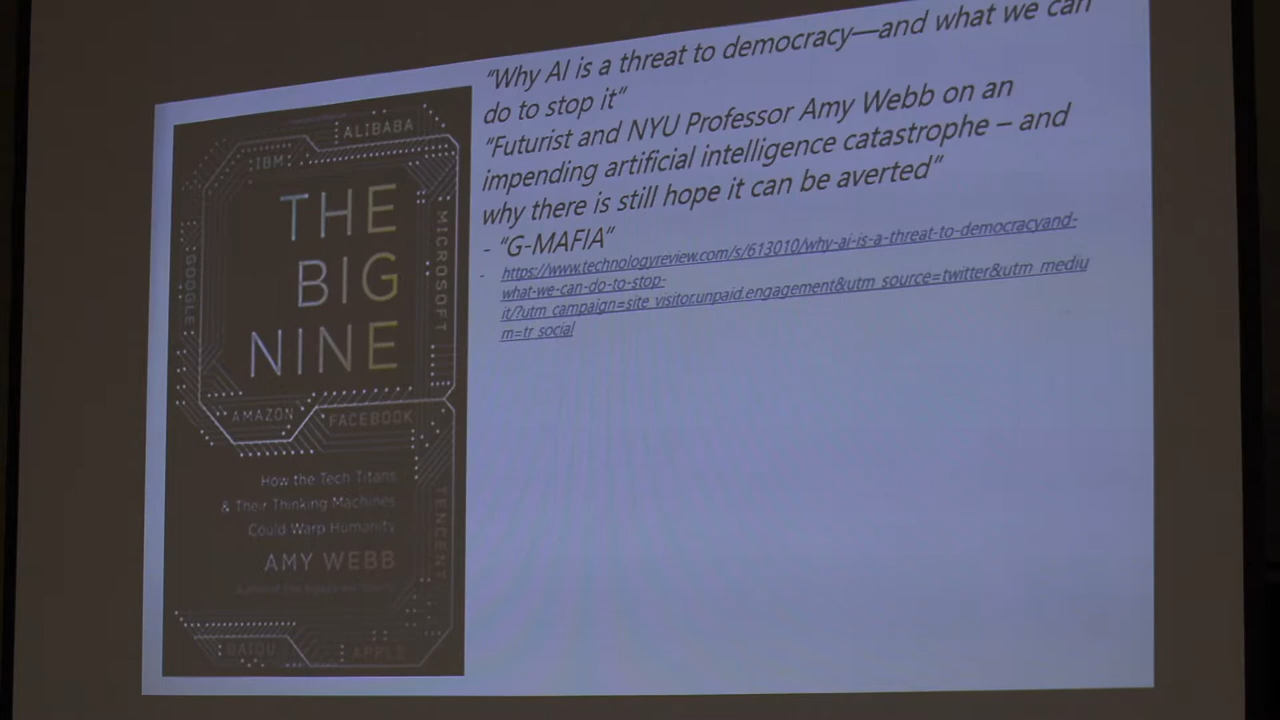 "Why AI is a threat to democracy—and what we can
do to stop it"
"Futurist and NYU Professor Amy Webb on an
impending artificial intelligence catastrophe – and
why there is still hope it can be averted"
- "G-MAFIA"
- https://www.technologyreview.com/s/613010/why-ai-is-a-threat-to-democracyand-
what-we-can-do-to-stop-
it/?utm_campaign=site_visitor.unpaid.engagement&utm_source=twitter&utm_mediu
m=tr_social
ALIBABA
IBM
GOOGLE
MICROSOFT
THE
BIG
NINE
AMAZON
FACEBOOK
How the Tech Titans
& Their Thinking Machines
Could Warp Humanity
TENCENT
AMY WEBB
BAIDU
APPLE